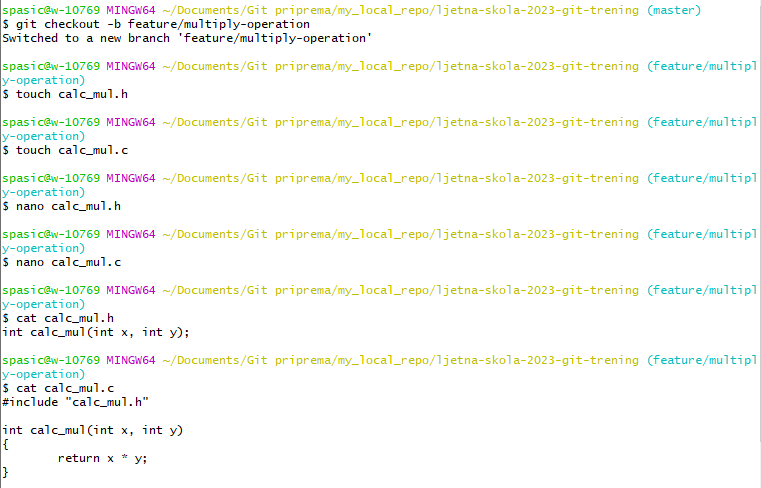 spasic@w-10769 MINGW64 ~/Documents/Git priprema/my_local_repo/ljetna-skola-2023-git-trening (master)
$ git checkout -b feature/multiply-operation
Switched to a new branch 'feature/multiply-operation'

spasic@w-10769 MINGW64 ~/Documents/Git priprema/my_local_repo/ljetna-skola-2023-git-trening (feature/multipl
y-operation)
$ touch calc_mul.h

spasic@w-10769 MINGW64 ~/Documents/Git priprema/my_local_repo/ljetna-skola-2023-git-trening (feature/multipl
y-operation)
$ touch calc_mul.c

spasic@w-10769 MINGW64 ~/Documents/Git priprema/my_local_repo/ljetna-skola-2023-git-trening (feature/multipl
y-operation)
$ nano calc_mul.h

spasic@w-10769 MINGW64 ~/Documents/Git priprema/my_local_repo/ljetna-skola-2023-git-trening (feature/multipl
y-operation)
$ nano calc_mul.c

spasic@w-10769 MINGW64 ~/Documents/Git priprema/my_local_repo/ljetna-skola-2023-git-trening (feature/multipl
y-operation)
$ cat calc_mul.h
int calc_mul(int x, int y);

spasic@w-10769 MINGW64 ~/Documents/Git priprema/my_local_repo/ljetna-skola-2023-git-trening (feature/multipl
y-operation)
$ cat calc_mul.c
#include "calc_mul.h"

int calc_mul(int x, int y)
{
        return x * y;
}